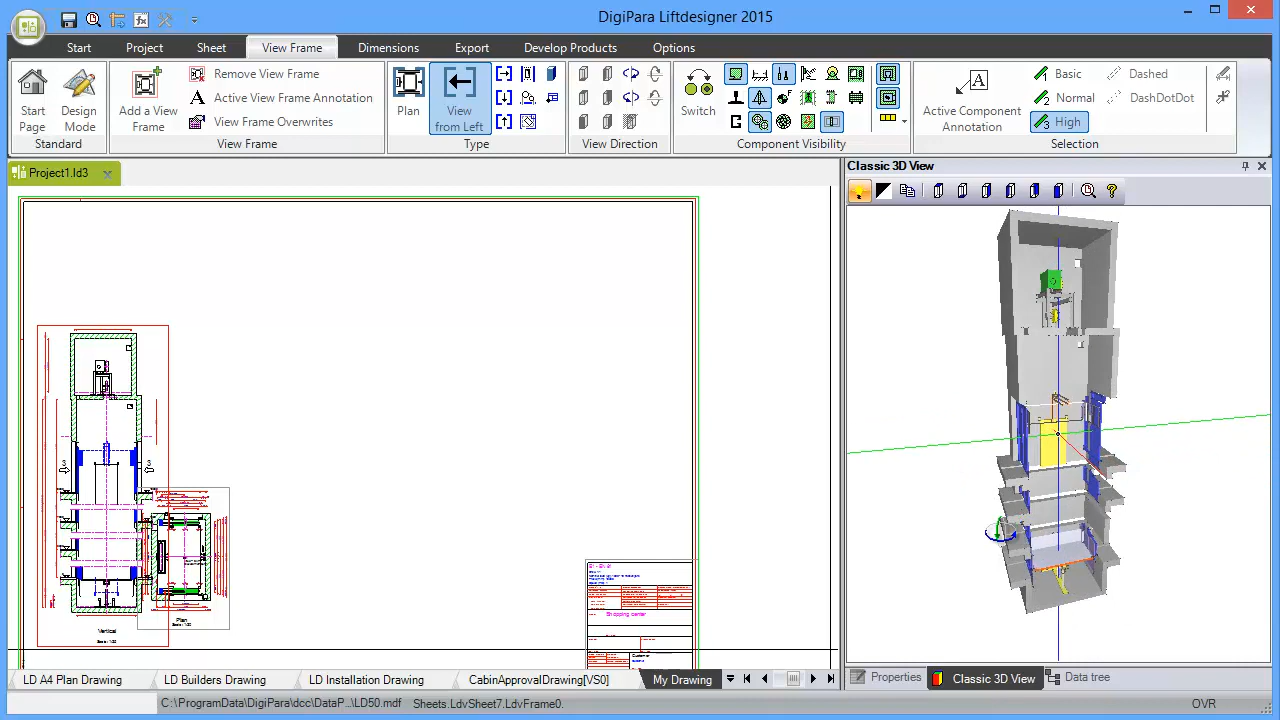 DigiPara Liftdesigner 2015
Start
Project
Sheet
View Frame
Dimensions
Export
Develop Products
Options
Start Page
Design Mode
Standard
Add a View Frame
Remove View Frame
Active View Frame Annotation
View Frame Overwrites
View Frame
Plan
View from Left
Type
View Direction
Switch
Component Visibility
Active Component Annotation
Basic
Normal
High
Dashed
DashDotDot
Selection
Project1.ld3
Classic 3D View
3
3
Vertical
Plan
Shopping center
Customer
LD A4 Plan Drawing
LD Builders Drawing
LD Installation Drawing
CabinApprovalDrawing[VS0]
My Drawing
Properties
Classic 3D View
Data tree
C:\ProgramData\DigiPara\dcc\DataP...\LD50.mdf
Sheets.LdvSheet7.LdvFrame0.
OVR